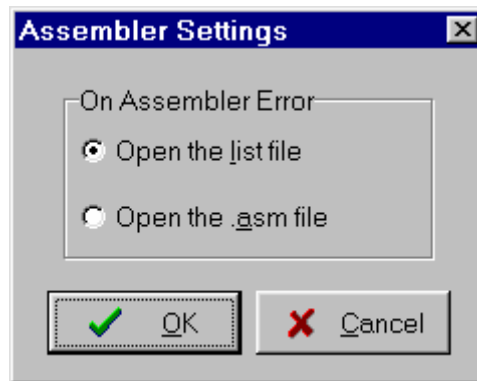 Assembler Settings
On Assembler Error
Open the list file
Open the .asm file
OK
Cancel